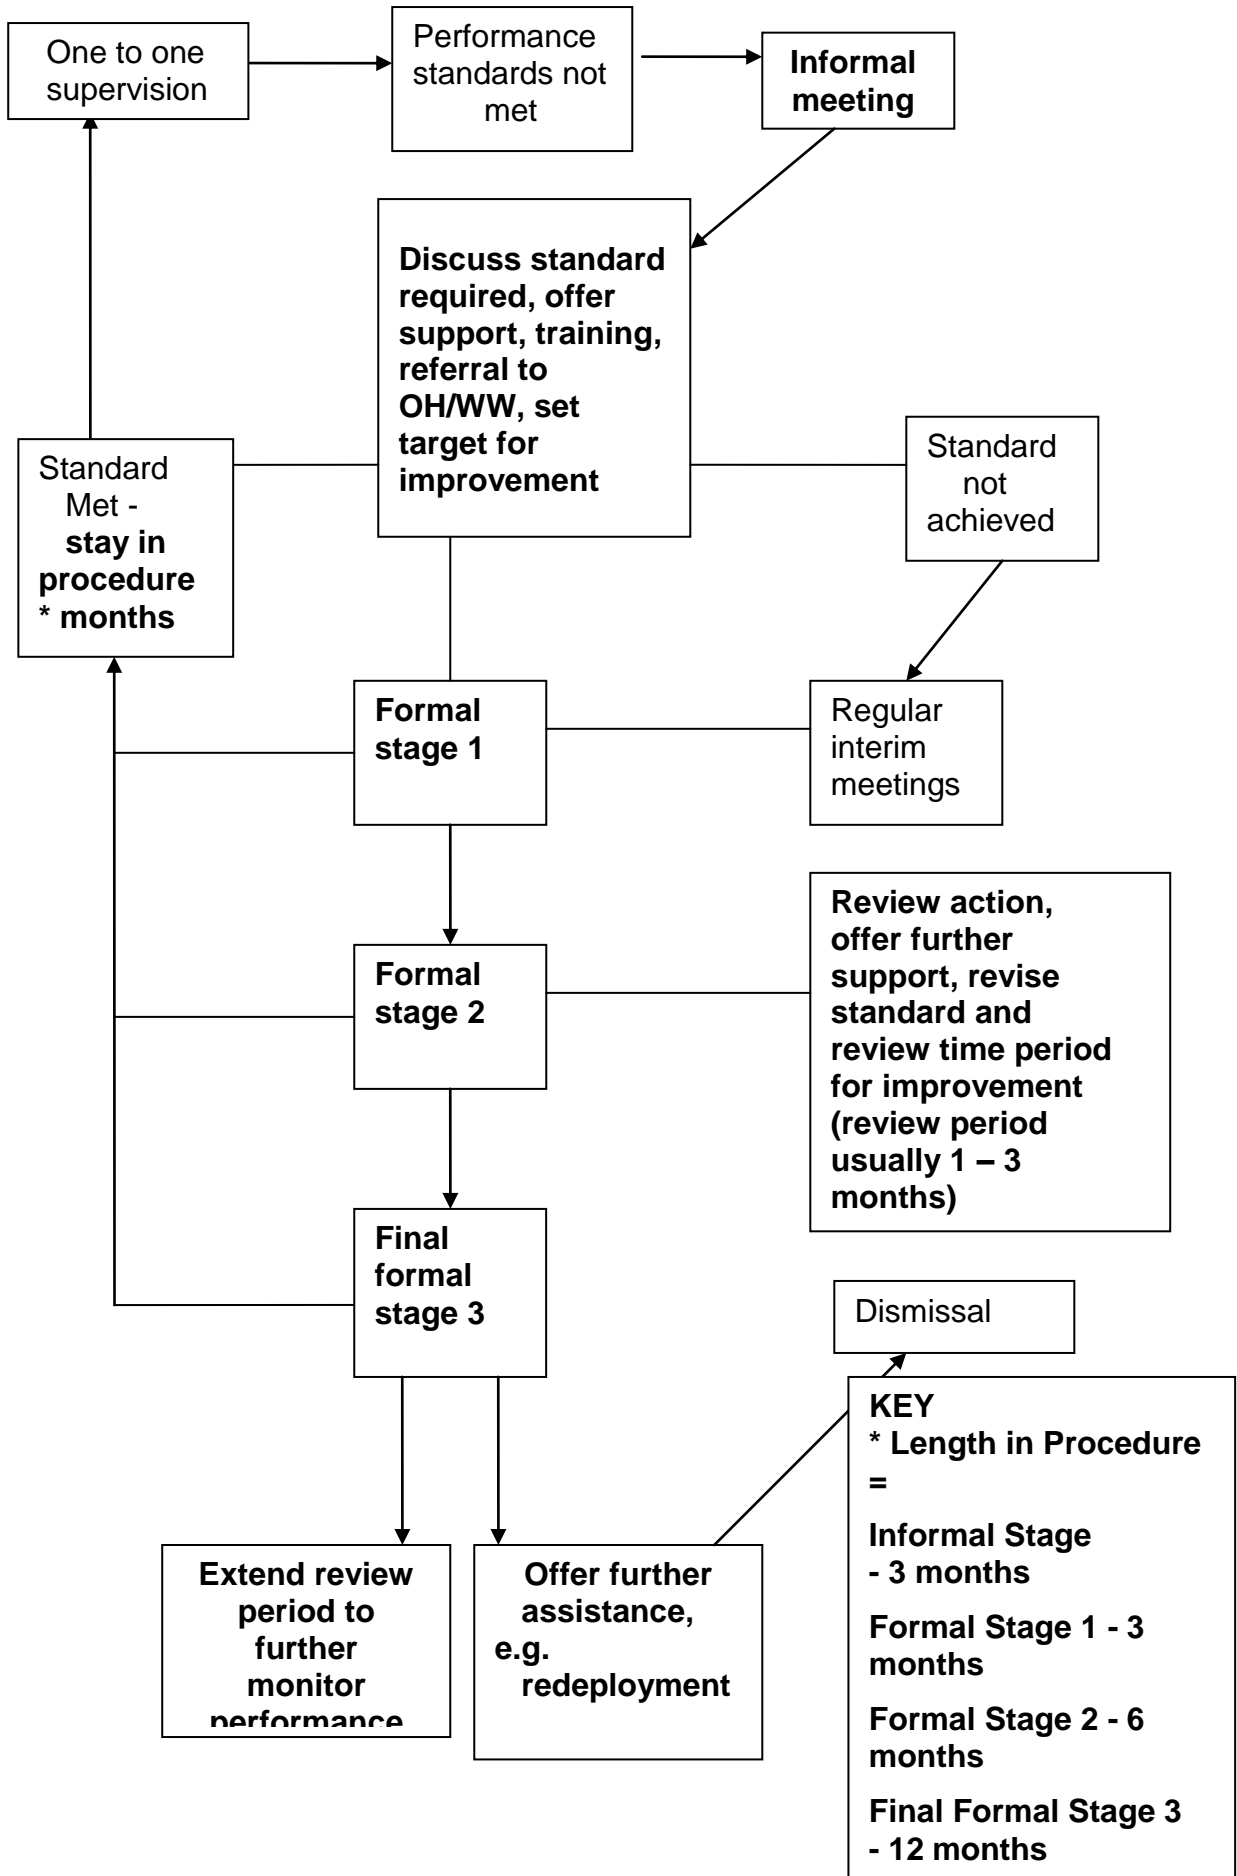 One to one
supervision
Performance
standards not
met
Informal
meeting
Discuss standard
required, offer
support, training,
referral to
OH/WW, set
target for
improvement
Standard
Met -
stay in
procedure
* months
Standard
not
achieved
Formal
stage 1
Regular
interim
meetings
Formal
stage 2
Review action,
offer further
support, revise
standard and
review time period
for improvement
(review period
usually 1 – 3
months)
Final
formal
stage 3
Dismissal
Extend review
period to
further
monitor
performance
Offer further
assistance,
e.g.
redeployment
KEY
* Length in Procedure
=
Informal Stage
- 3 months
Formal Stage 1 - 3
months
Formal Stage 2 - 6
months
Final Formal Stage 3
- 12 months